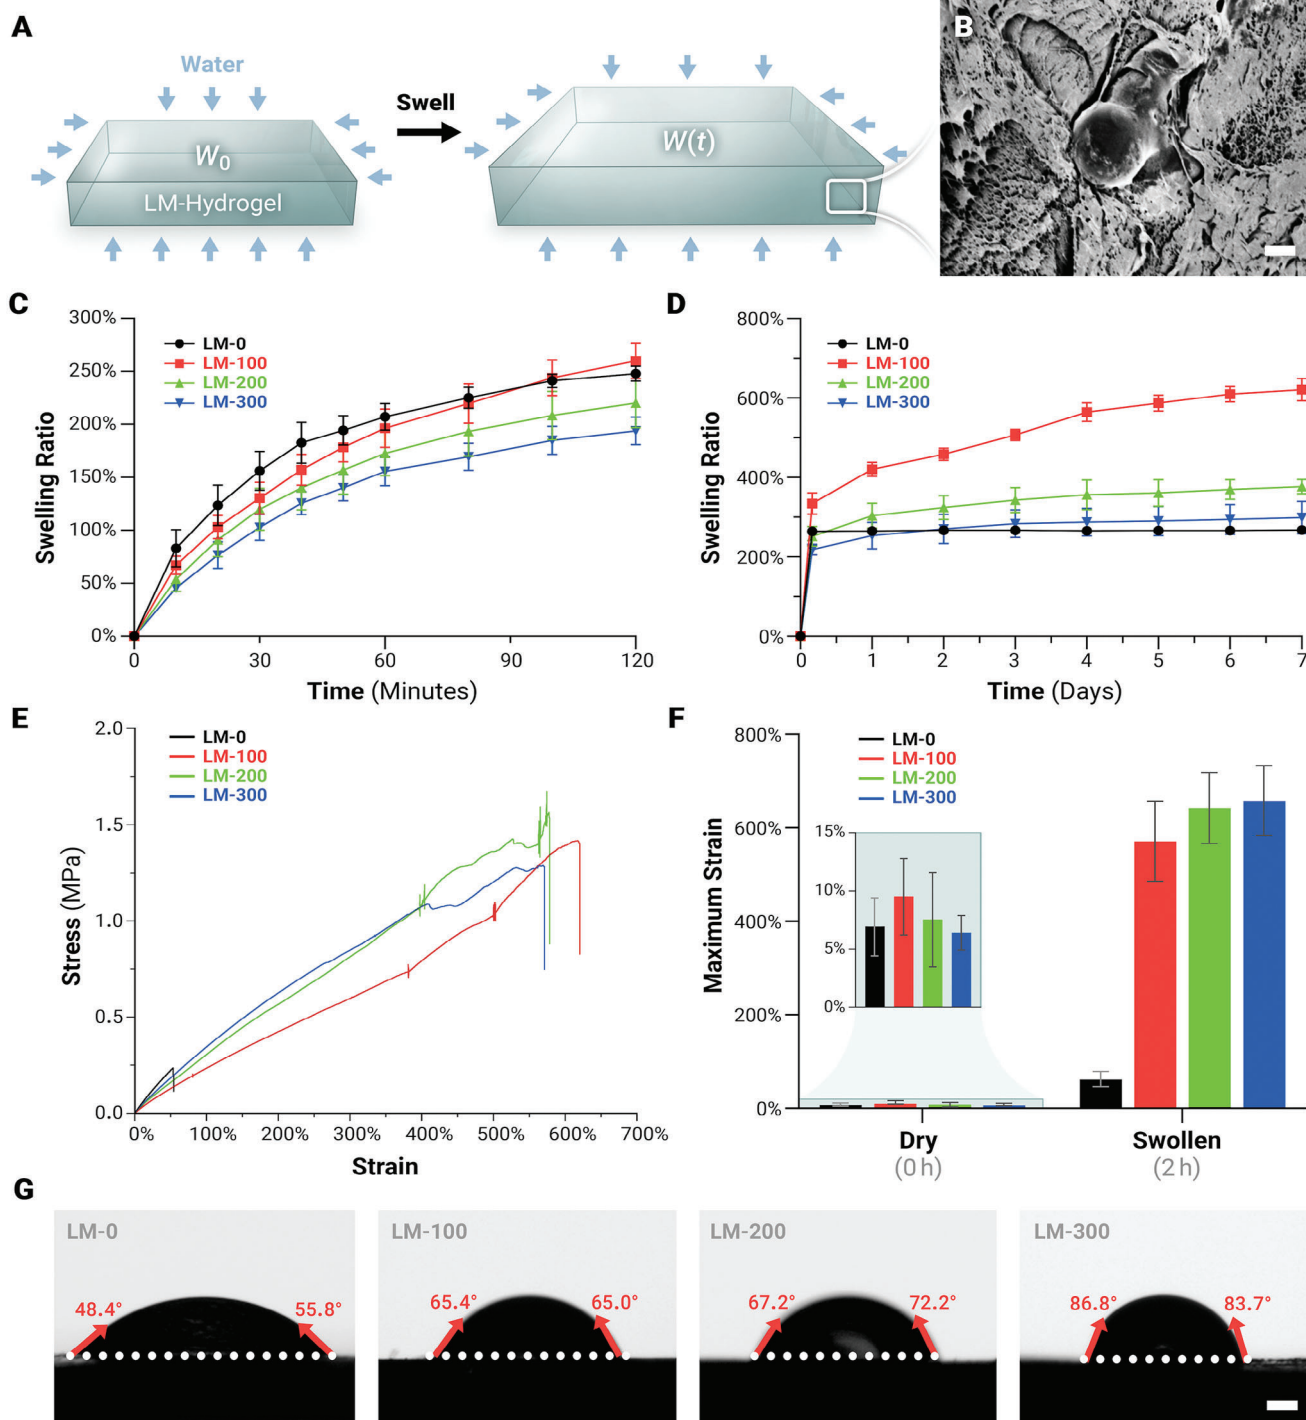 A
Water
W₀
LM-Hydrogel
Swell
W(t)
B
C
300%
250%
200%
150%
100%
50%
0%
Swelling Ratio
LM-0
LM-100
LM-200
LM-300
0
30
60
90
120
Time (Minutes)
D
800%
600%
400%
200%
0%
Swelling Ratio
LM-0
LM-100
LM-200
LM-300
0
1
2
3
4
5
6
7
Time (Days)
E
2.0
1.5
1.0
0.5
0.0
Stress (MPa)
LM-0
LM-100
LM-200
LM-300
0%
100%
200%
300%
400%
500%
600%
700%
Strain
F
800%
600%
400%
200%
0%
Maximum Strain
LM-0
LM-100
LM-200
LM-300
15%
10%
5%
0%
Dry
(0 h)
Swollen
(2 h)
G
LM-0
48.4°
55.8°
LM-100
65.4°
65.0°
LM-200
67.2°
72.2°
LM-300
86.8°
83.7°